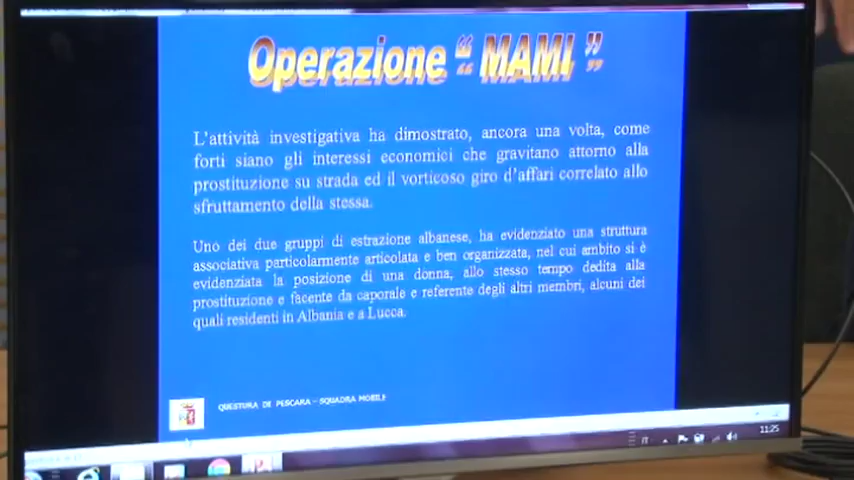 Operazione “ MAMI ”
L’attività investigativa ha dimostrato, ancora una volta, come
forti siano gli interessi economici che gravitano attorno alla
prostituzione su strada ed il vorticoso giro d’affari correlato allo
sfruttamento della stessa.
Uno dei due gruppi di estrazione albanese, ha evidenziato una struttura
associativa particolarmente articolata e ben organizzata, nel cui ambito si è
evidenziata la posizione di una donna, allo stesso tempo dedita alla
prostituzione e facente da caporale e referente degli altri membri, alcuni dei
quali residenti in Albania e a Lucca.
QUESTURA DI PESCARA – SQUADRA MOBILE
IT
11:25